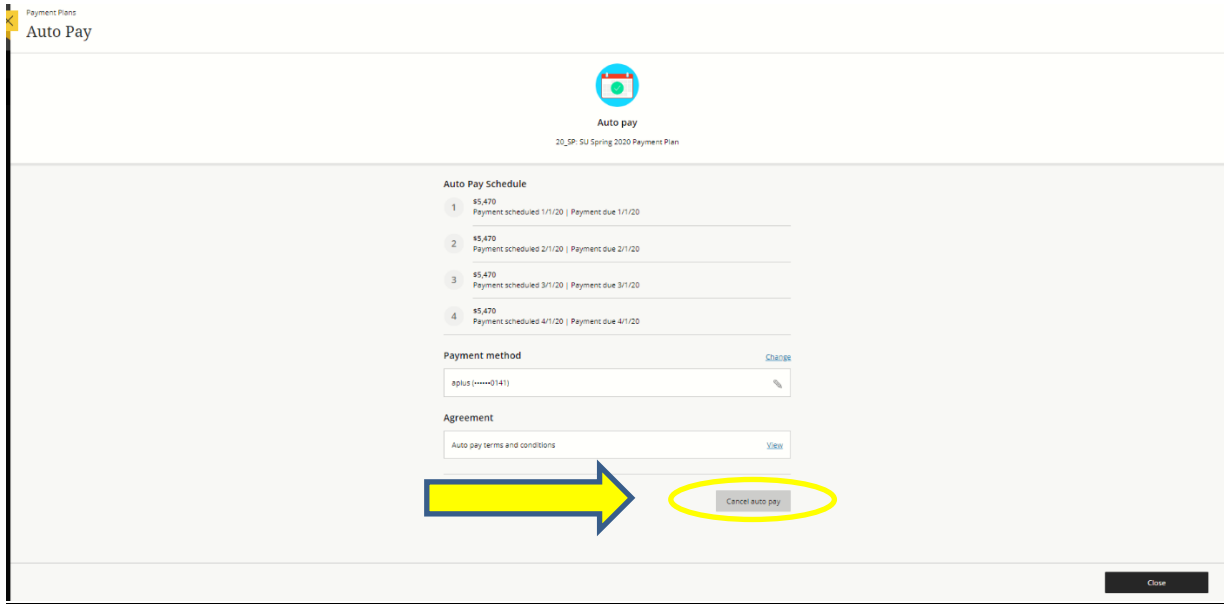 Payment Plans
Auto Pay
Auto pay
20_SP: SU Spring 2020 Payment Plan
Auto Pay Schedule
1
$5,470
Payment scheduled 1/1/20 | Payment due 1/1/20
2
$5,470
Payment scheduled 2/1/20 | Payment due 2/1/20
3
$5,470
Payment scheduled 3/1/20 | Payment due 3/1/20
4
$5,470
Payment scheduled 4/1/20 | Payment due 4/1/20
Payment method Change
aplus (••••••0141)
Agreement
Auto pay terms and conditions View
Cancel auto pay
Close